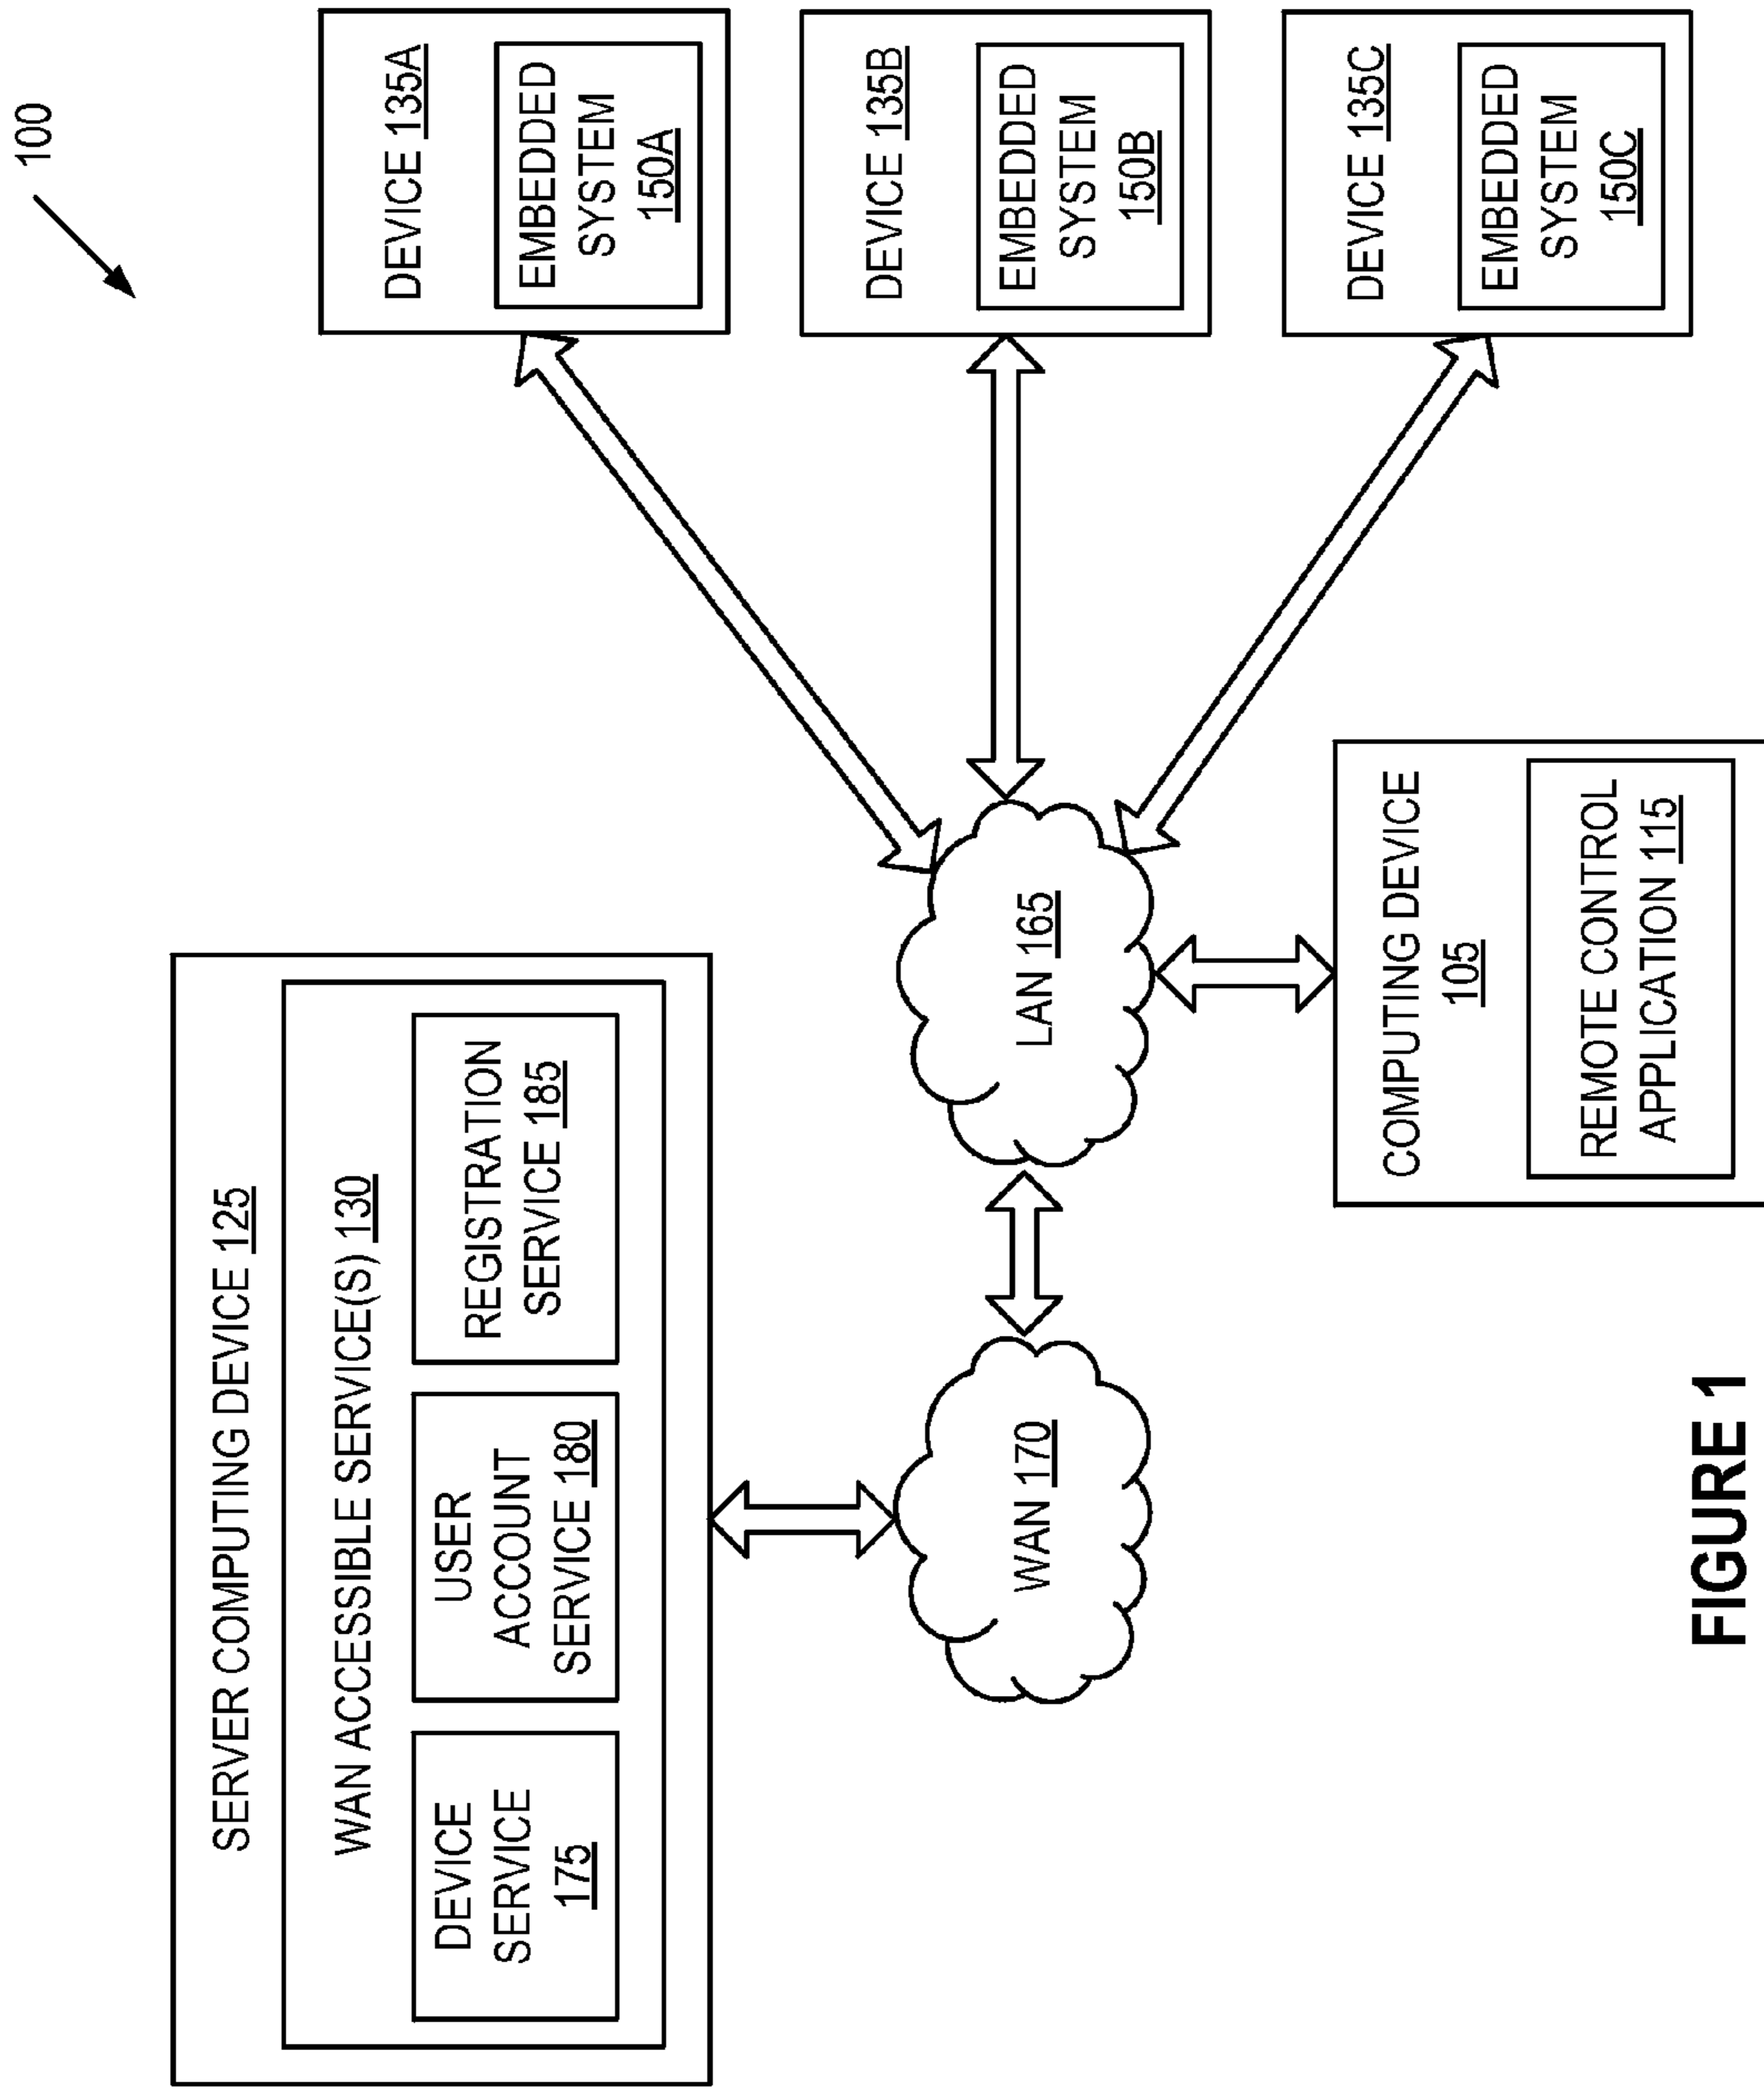 100
SERVER COMPUTING DEVICE 125
WAN ACCESSIBLE SERVICE(S) 130
DEVICE
SERVICE
175
USER
ACCOUNT
SERVICE 180
REGISTRATION
SERVICE 185
DEVICE 135A
EMBEDDED
SYSTEM
150A
DEVICE 135B
EMBEDDED
SYSTEM
150B
DEVICE 135C
EMBEDDED
SYSTEM
150C
WAN 170
LAN 165
COMPUTING DEVICE
105
REMOTE CONTROL
APPLICATION 115
FIGURE 1